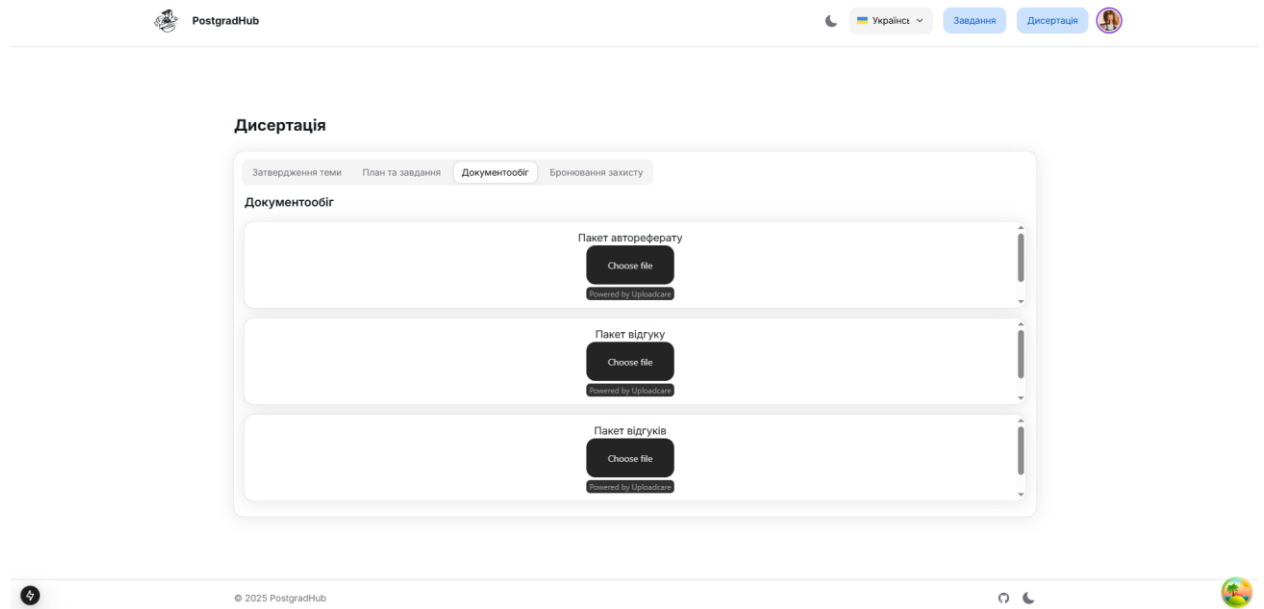 PostgradHub
Українсь
Завдання
Дисертація
Дисертація
Затвердження теми План та завдання Документообіг Бронювання захисту
Документообіг
Пакет автореферату
Choose file
Powered by Uploadcare
Пакет відгуку
Choose file
Powered by Uploadcare
Пакет відгуків
Choose file
Powered by Uploadcare
© 2025 PostgradHub